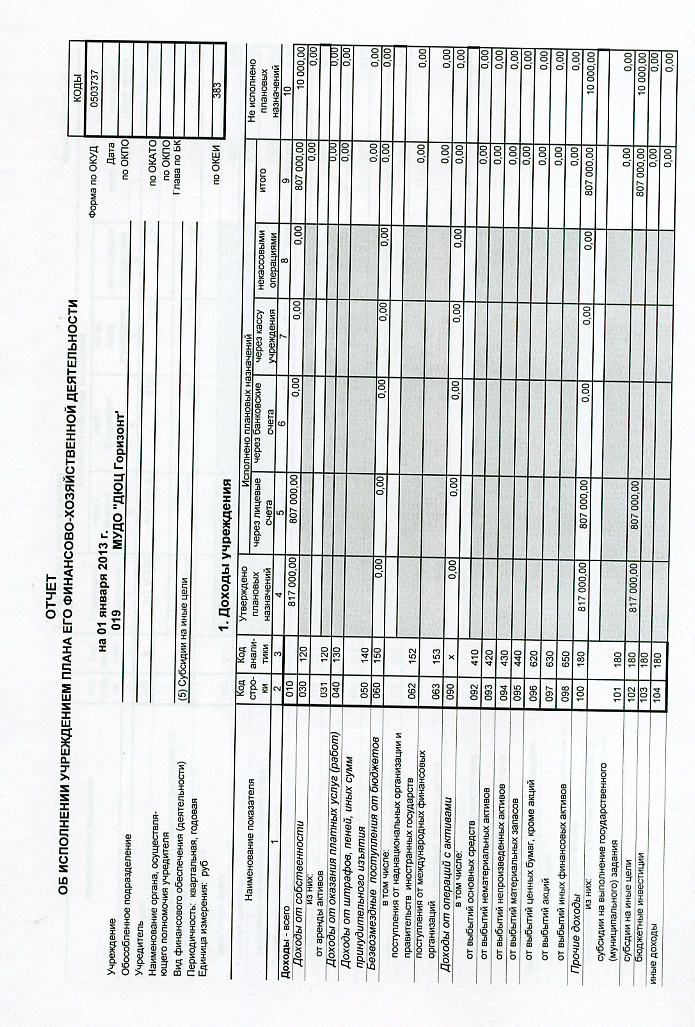 ОТЧЕТ
ОБ ИСПОЛНЕНИИ УЧРЕЖДЕНИЕМ ПЛАНА ЕГО ФИНАНСОВО-ХОЗЯЙСТВЕННОЙ ДЕЯТЕЛЬНОСТИ
КОДЫ
Форма по ОКУД 0503737
на 01 января 2013 г. Дата
Учреждение 019 МУДО "ДЮЦ Горизонт" по ОКПО
Обособленное подразделение
Учредитель по ОКАТО
Наименование органа, осуществля- по ОКПО
ющего полномочия учредителя Глава по БК
Вид финансового обеспечения (деятельности) (5) Субсидии на иные цели
Периодичность: квартальная, годовая
Единица измерения: руб по ОКЕИ 383
1. Доходы учреждения
Наименование показателя Код стро- ки Код анали- тики Утверждено плановых назначений Исполнено плановых назначений Не исполнено плановых назначений
через лицевые счета через банковские счета через кассу учреждения некассовыми операциями итого
1 2 3 4 5 6 7 8 9 10
Доходы - всего 010 817 000,00 807 000,00 0,00 0,00 0,00 807 000,00 10 000,00
Доходы от собственности 030 120 0,00 0,00
из них:
от аренды активов 031 120 0,00 0,00
Доходы от оказания платных услуг (работ) 040 130 0,00 0,00
Доходы от штрафов, пеней, иных сумм
принудительного изъятия 050 140 0,00 0,00
Безвозмездные поступления от бюджетов 060 150 0,00 0,00 0,00 0,00 0,00 0,00 0,00
в том числе:
поступления от наднациональных организаций и
правительств иностранных государств 062 152 0,00 0,00
поступления от международных финансовых
организаций 063 153 0,00 0,00
Доходы от операций с активами 090 х 0,00 0,00 0,00 0,00 0,00 0,00 0,00
в том числе:
от выбытий основных средств 092 410 0,00 0,00
от выбытий нематериальных активов 093 420 0,00 0,00
от выбытий непроизведенных активов 094 430 0,00 0,00
от выбытий материальных запасов 095 440 0,00 0,00
от выбытий ценных бумаг, кроме акций 096 620 0,00 0,00
от выбытий акций 097 630 0,00 0,00
от выбытий иных финансовых активов 098 650 0,00 0,00
Прочие доходы 100 180 817 000,00 807 000,00 0,00 0,00 0,00 807 000,00 10 000,00
из них:
субсидии на выполнение государственного
(муниципального) задания 101 180 0,00 0,00
субсдии на иные цели 102 180 817 000,00 807 000,00 807 000,00 10 000,00
бюджетные инвестиции 103 180 0,00 0,00
иные доходы 104 180 0,00 0,00